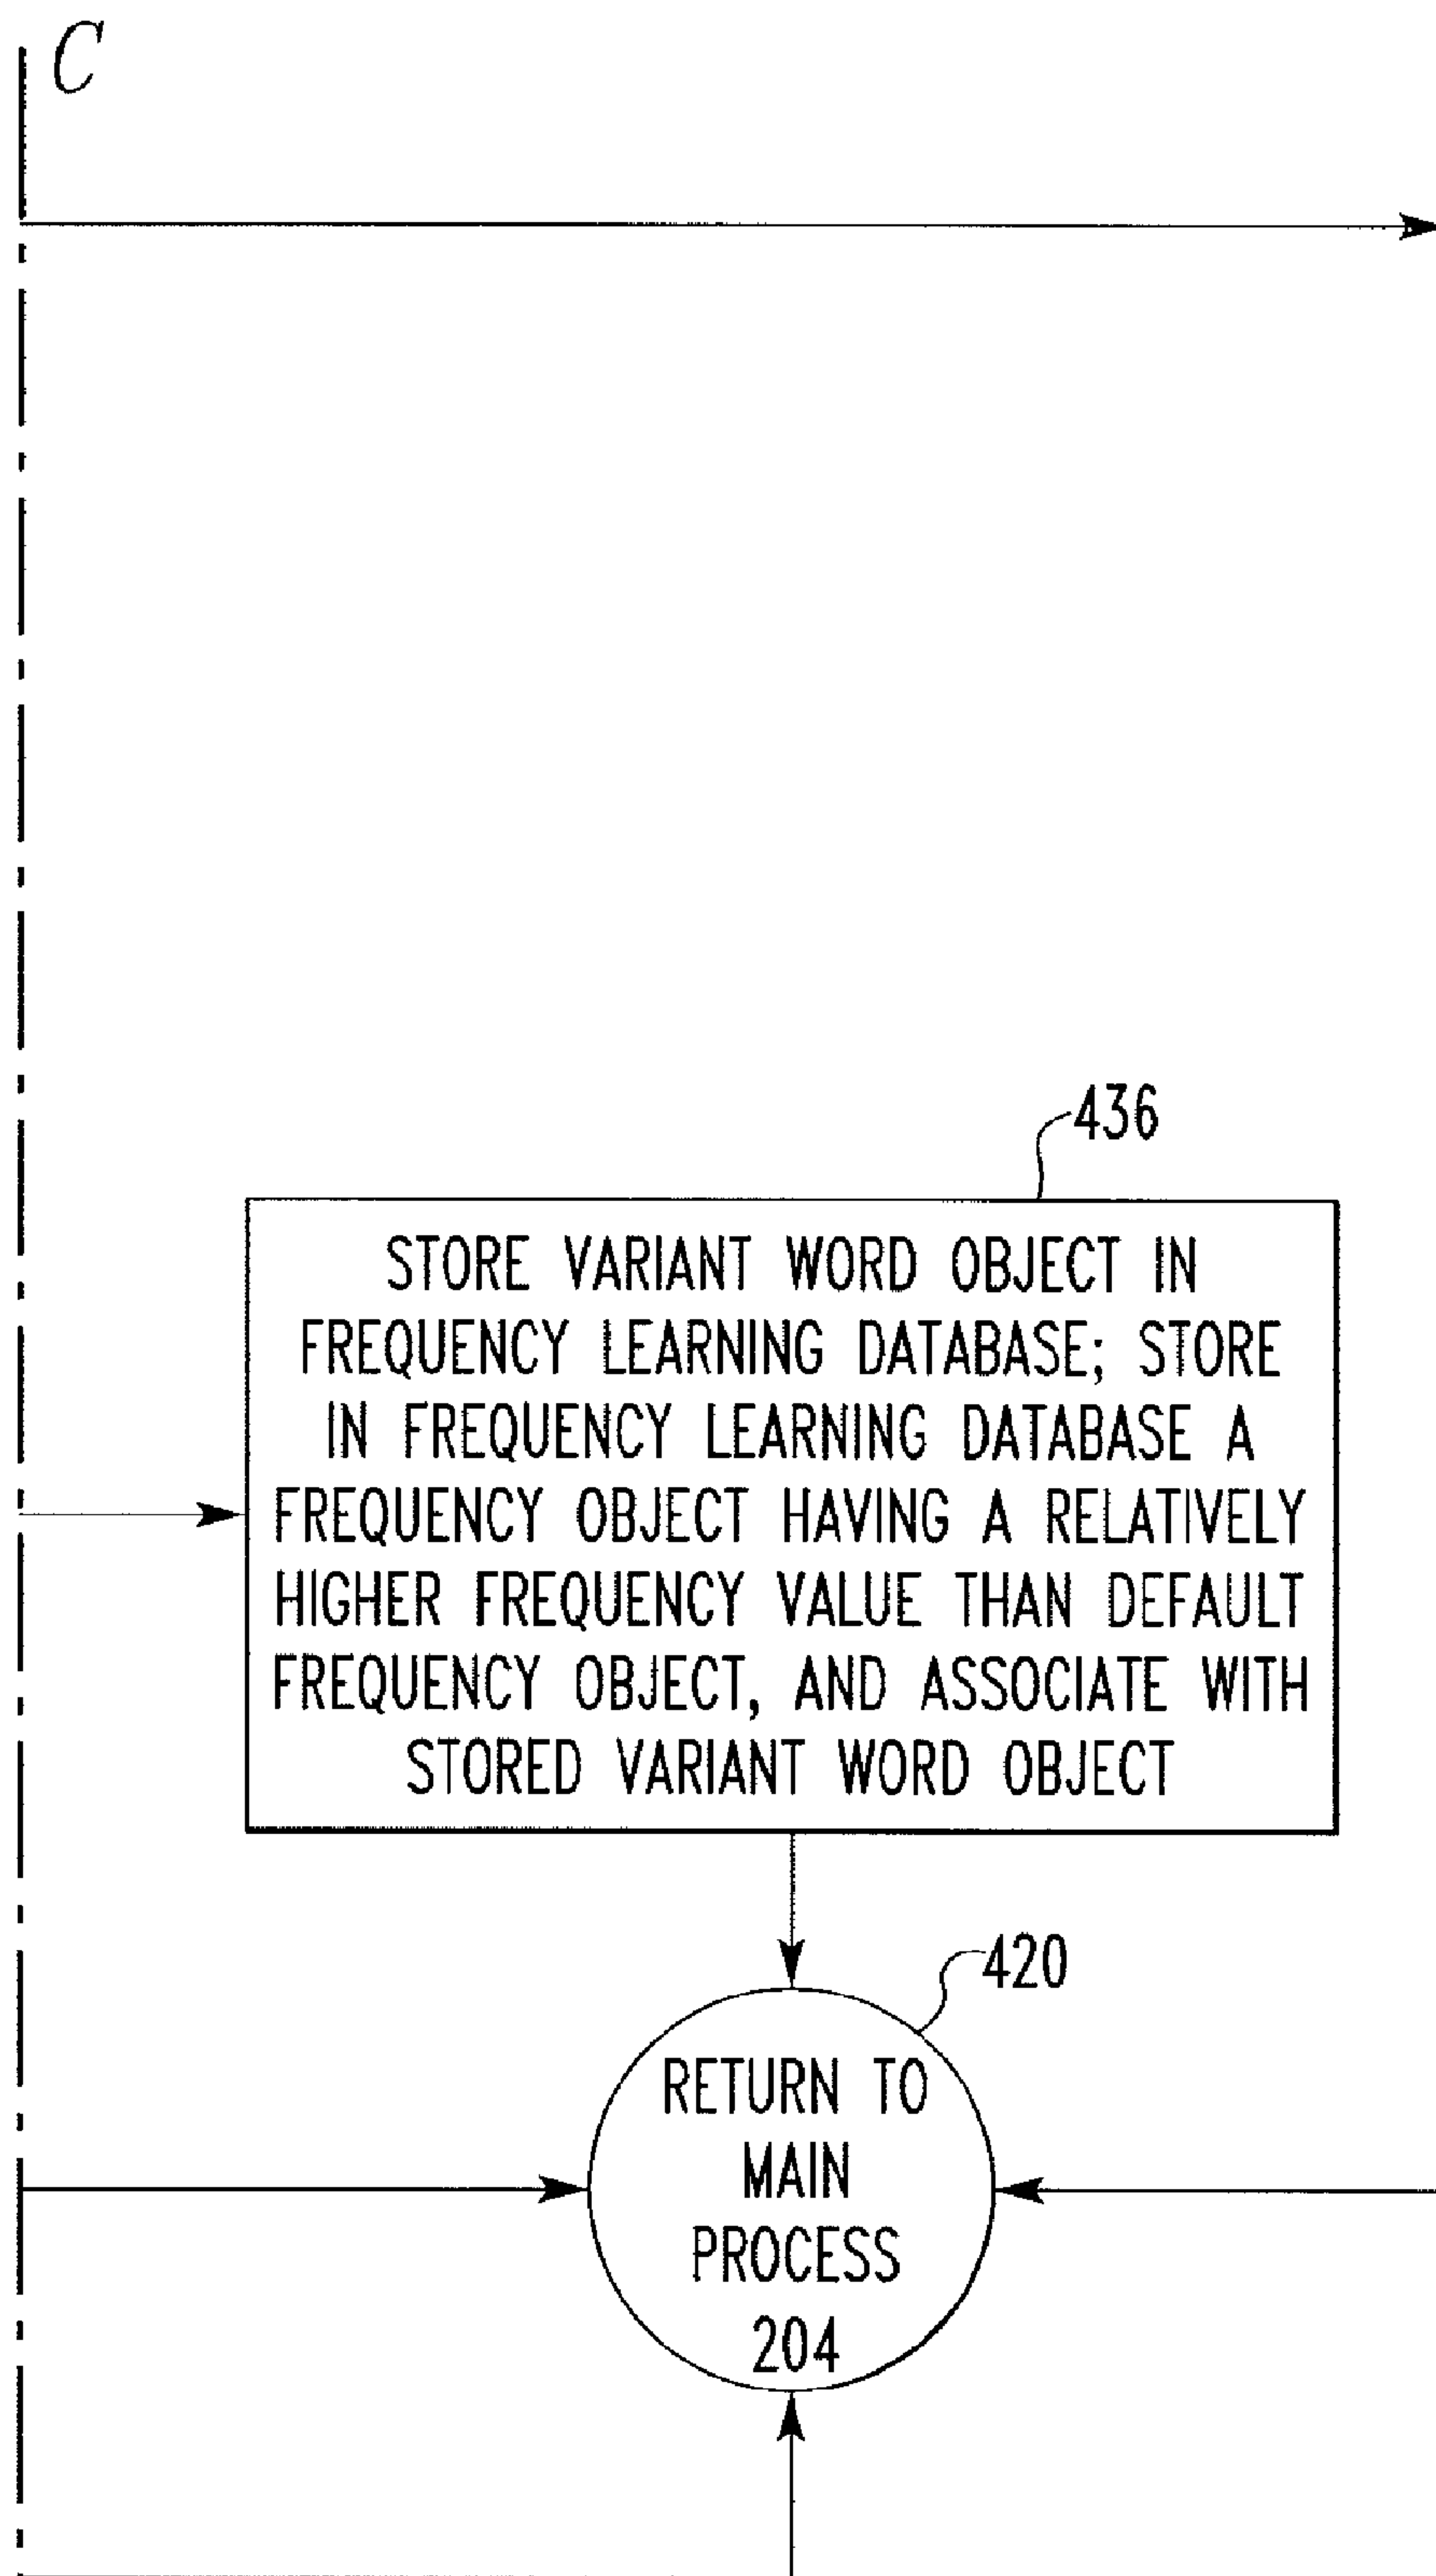 C
436
STORE VARIANT WORD OBJECT IN
FREQUENCY LEARNING DATABASE; STORE
IN FREQUENCY LEARNING DATABASE A
FREQUENCY OBJECT HAVING A RELATIVELY
HIGHER FREQUENCY VALUE THAN DEFAULT
FREQUENCY OBJECT, AND ASSOCIATE WITH
STORED VARIANT WORD OBJECT
420
RETURN TO
MAIN
PROCESS
204